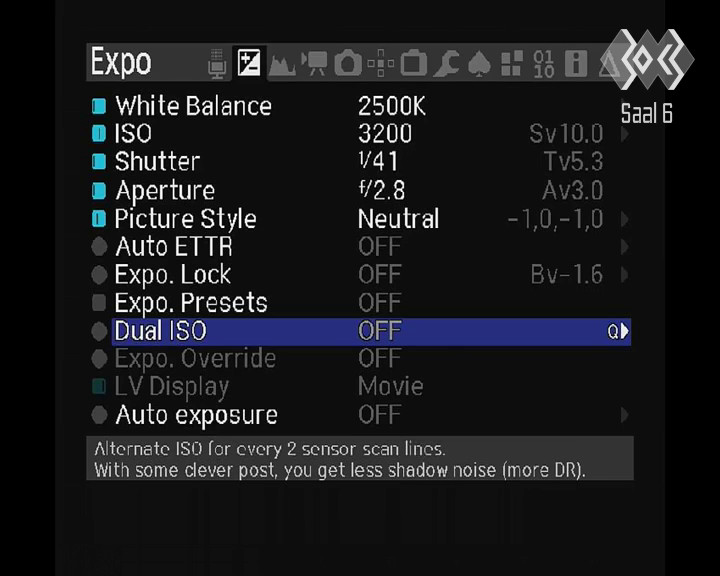 Expo
Saal 6
White Balance 2500K
ISO 3200 Sv10.0
Shutter 1/41 Tv5.3
Aperture f/2.8 Av3.0
Picture Style Neutral -1,0,-1,0
Auto ETTR OFF
Expo. Lock OFF Bv-1.6
Expo. Presets OFF
Dual ISO OFF Q
Expo. Override OFF
LV Display Movie
Auto exposure OFF
Alternate ISO for every 2 sensor scan lines.
With some clever post, you get less shadow noise (more DR).